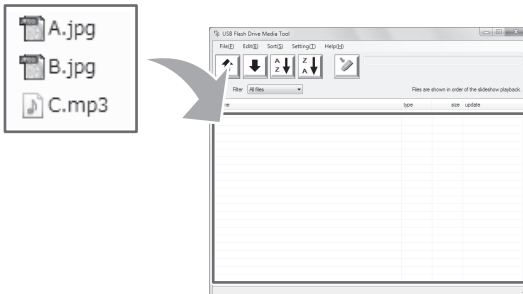 A.jpg
B.jpg
C.mp3
USB Flash Drive Media Tool
File(F) Edit(E) Sort(S) Setting(T) Help(H)
A Z Z A
Filter All files
Files are shown in order of the slideshow playback.
type size update